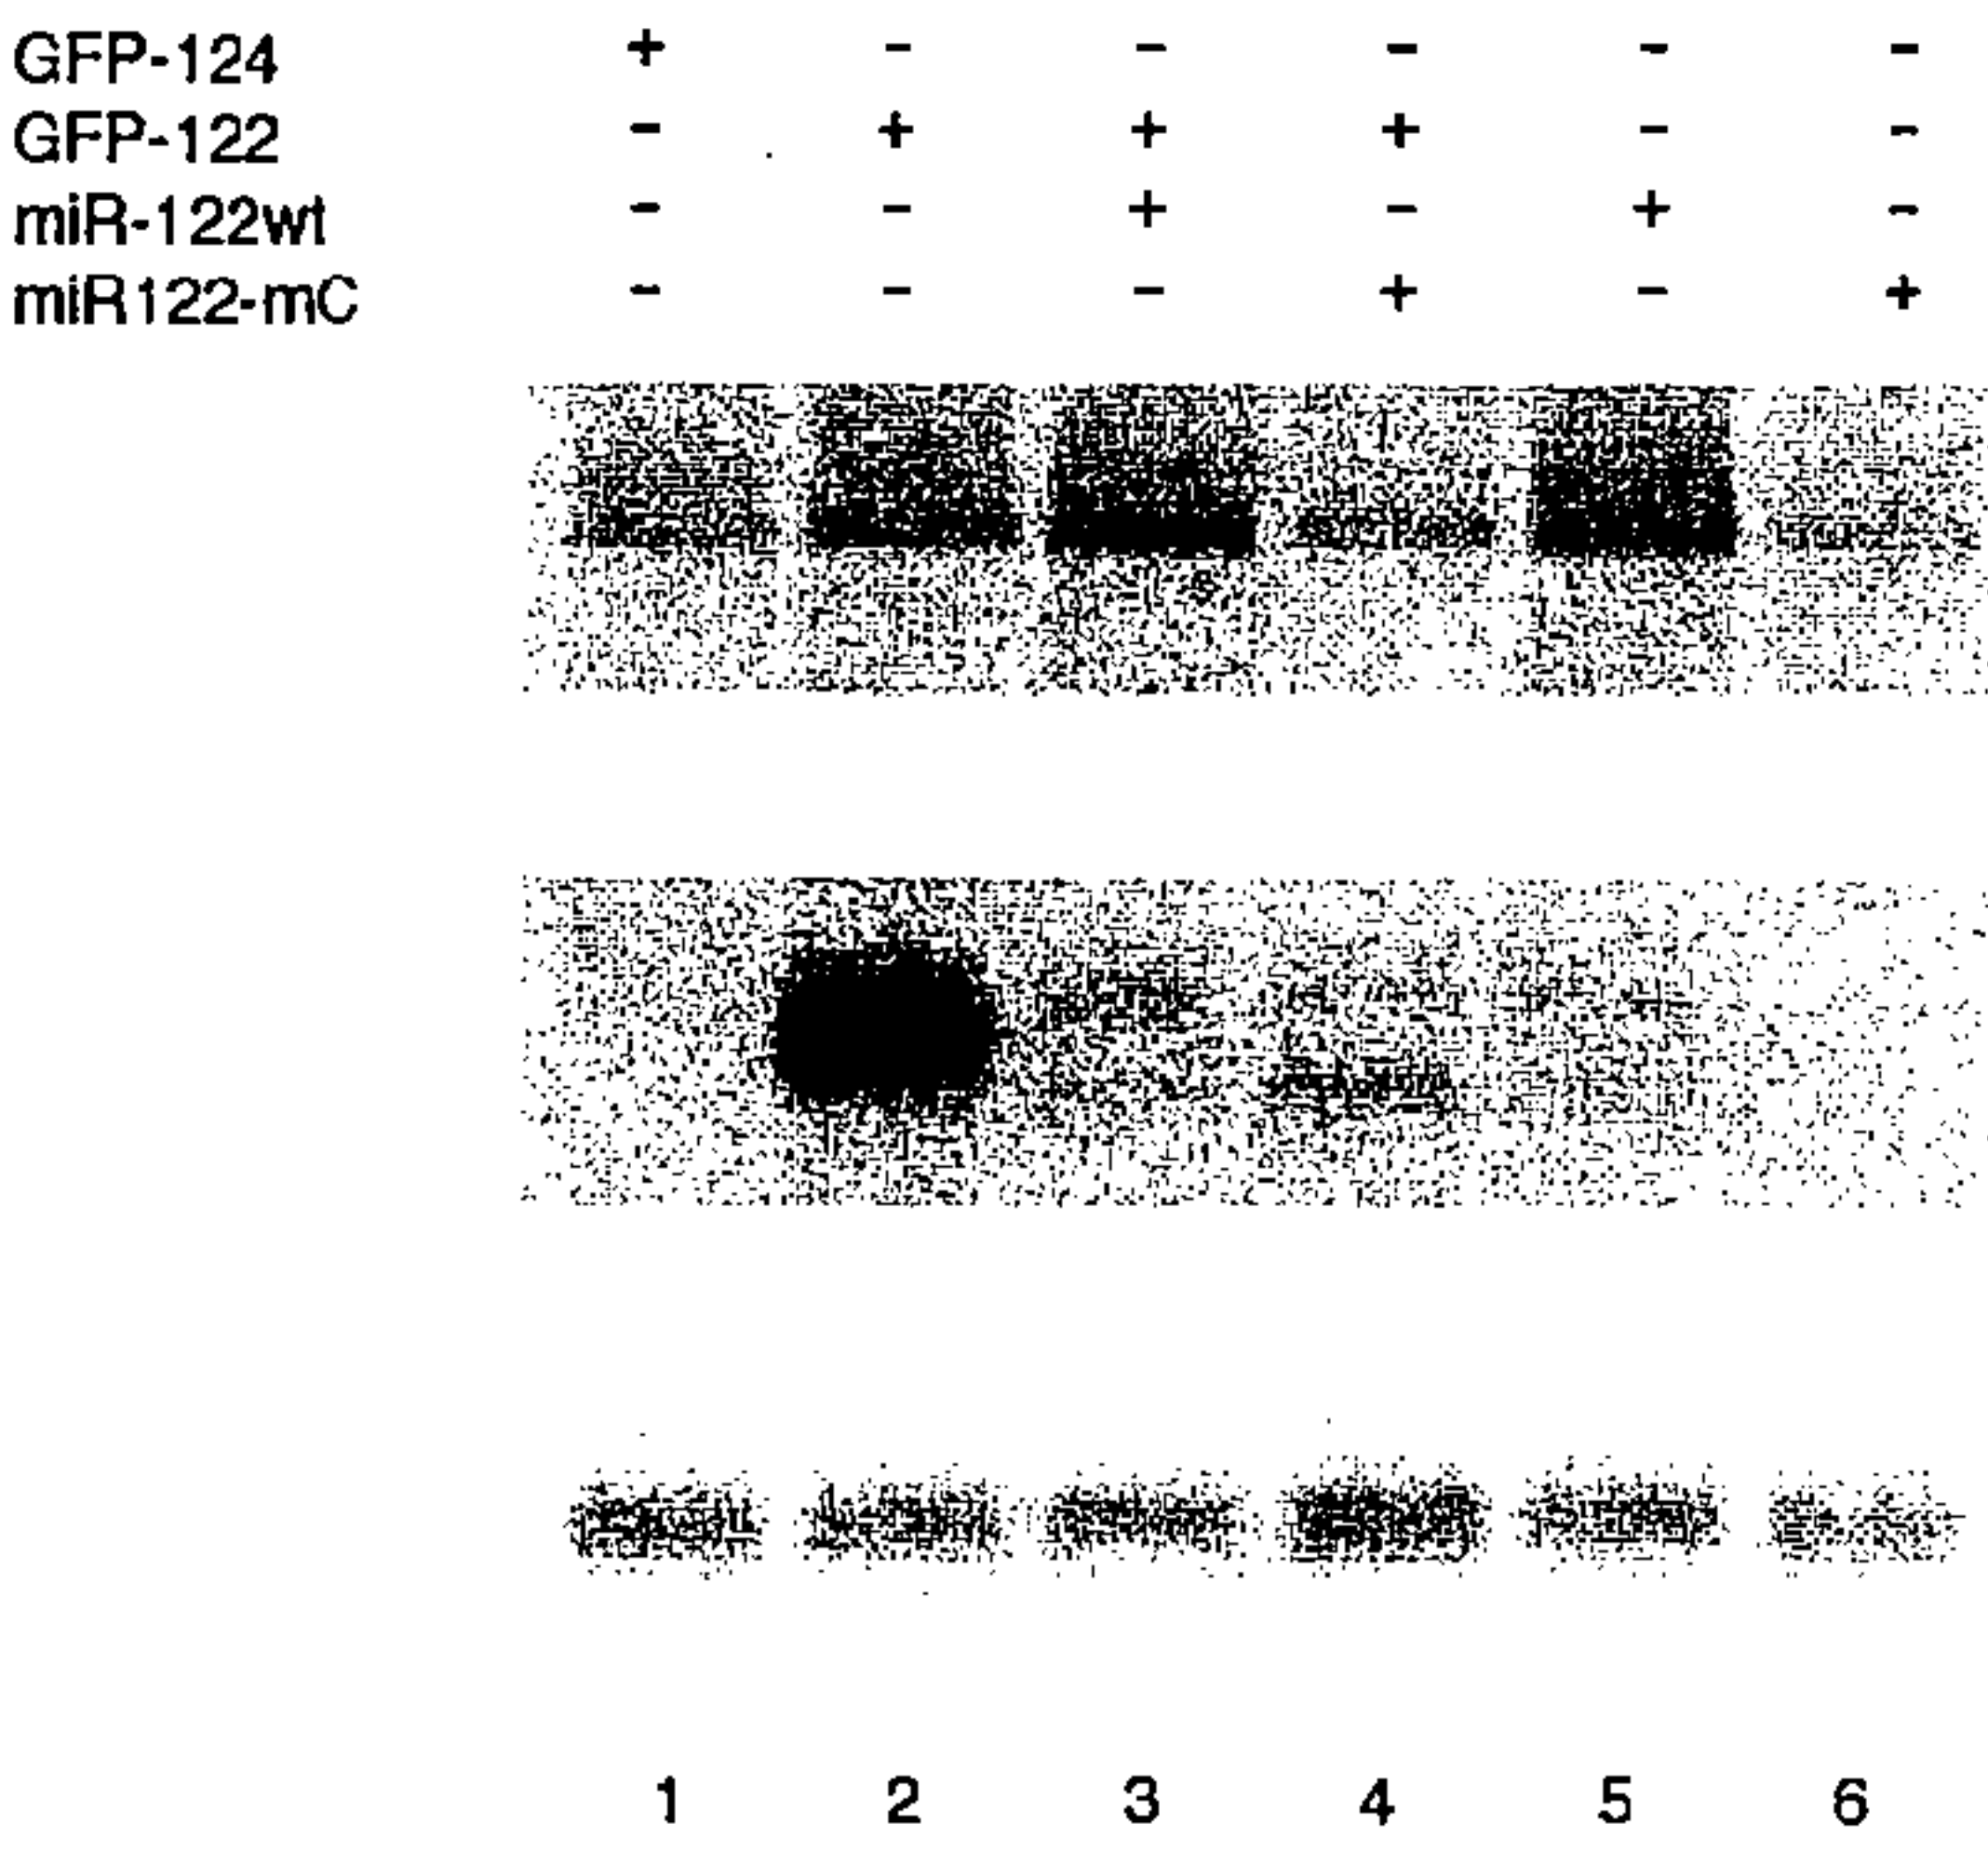 GFP-124 + - - - - -
GFP-122 - + + + - -
miR-122wt - - + - + -
miR122-mC - - - + - +
1 2 3 4 5 6